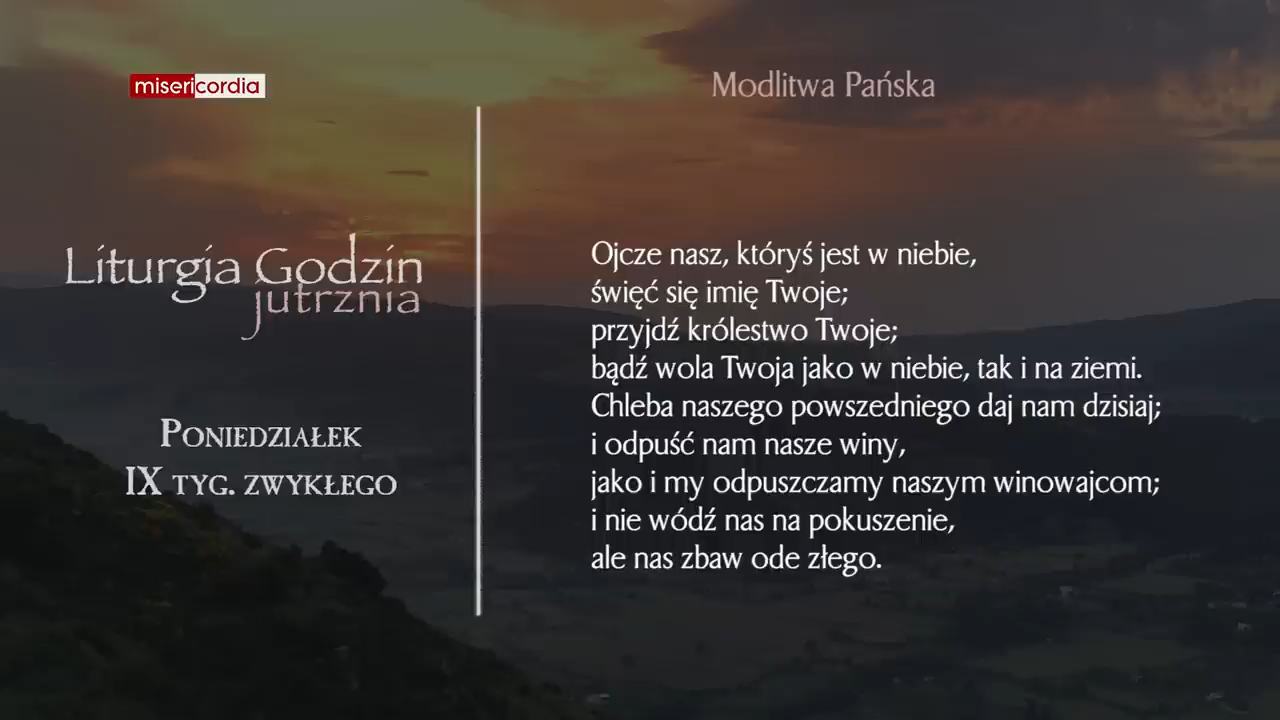 misericordia
Liturgia Godzin
jutrznia
Poniedziałek
IX tyg. zwykłego
Modlitwa Pańska
Ojcze nasz, któryś jest w niebie,
święć się imię Twoje;
przyjdź królestwo Twoje;
bądź wola Twoja jako w niebie, tak i na ziemi.
Chleba naszego powszedniego daj nam dzisiaj;
i odpuść nam nasze winy,
jako i my odpuszczamy naszym winowajcom;
i nie wódź nas na pokuszenie,
ale nas zbaw ode złego.